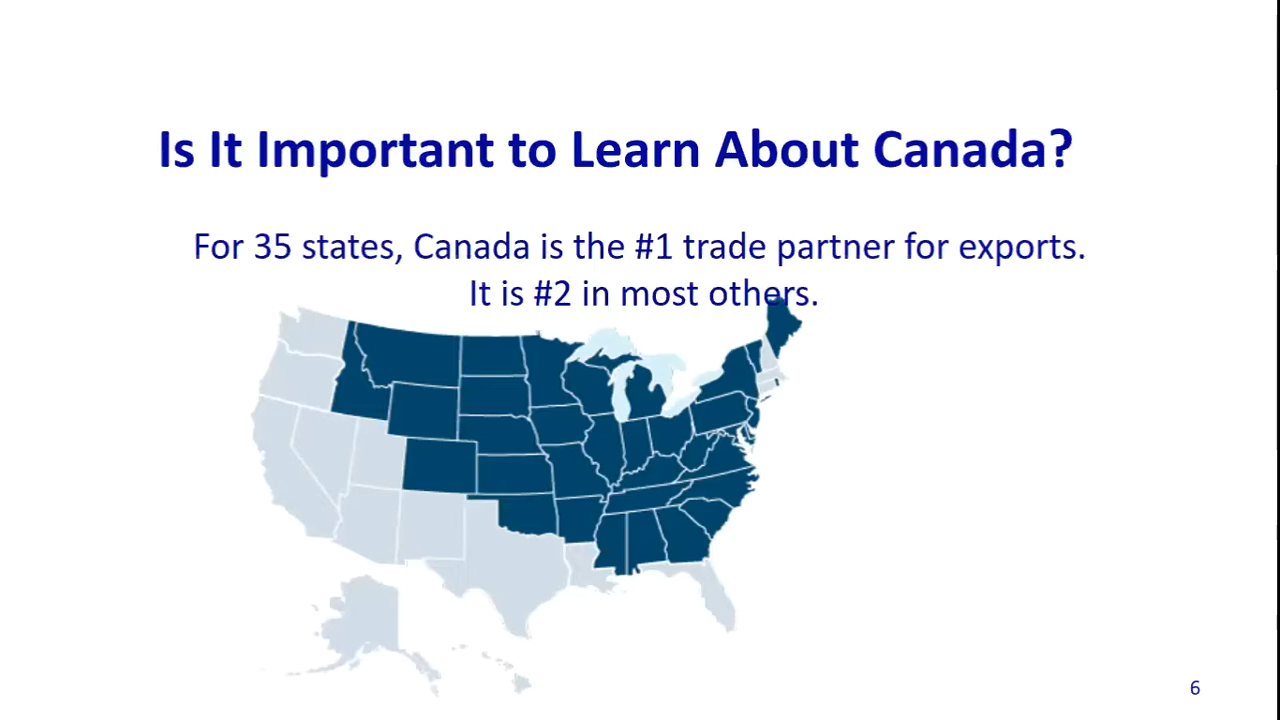 Is It Important to Learn About Canada?
For 35 states, Canada is the #1 trade partner for exports.
It is #2 in most others.
6